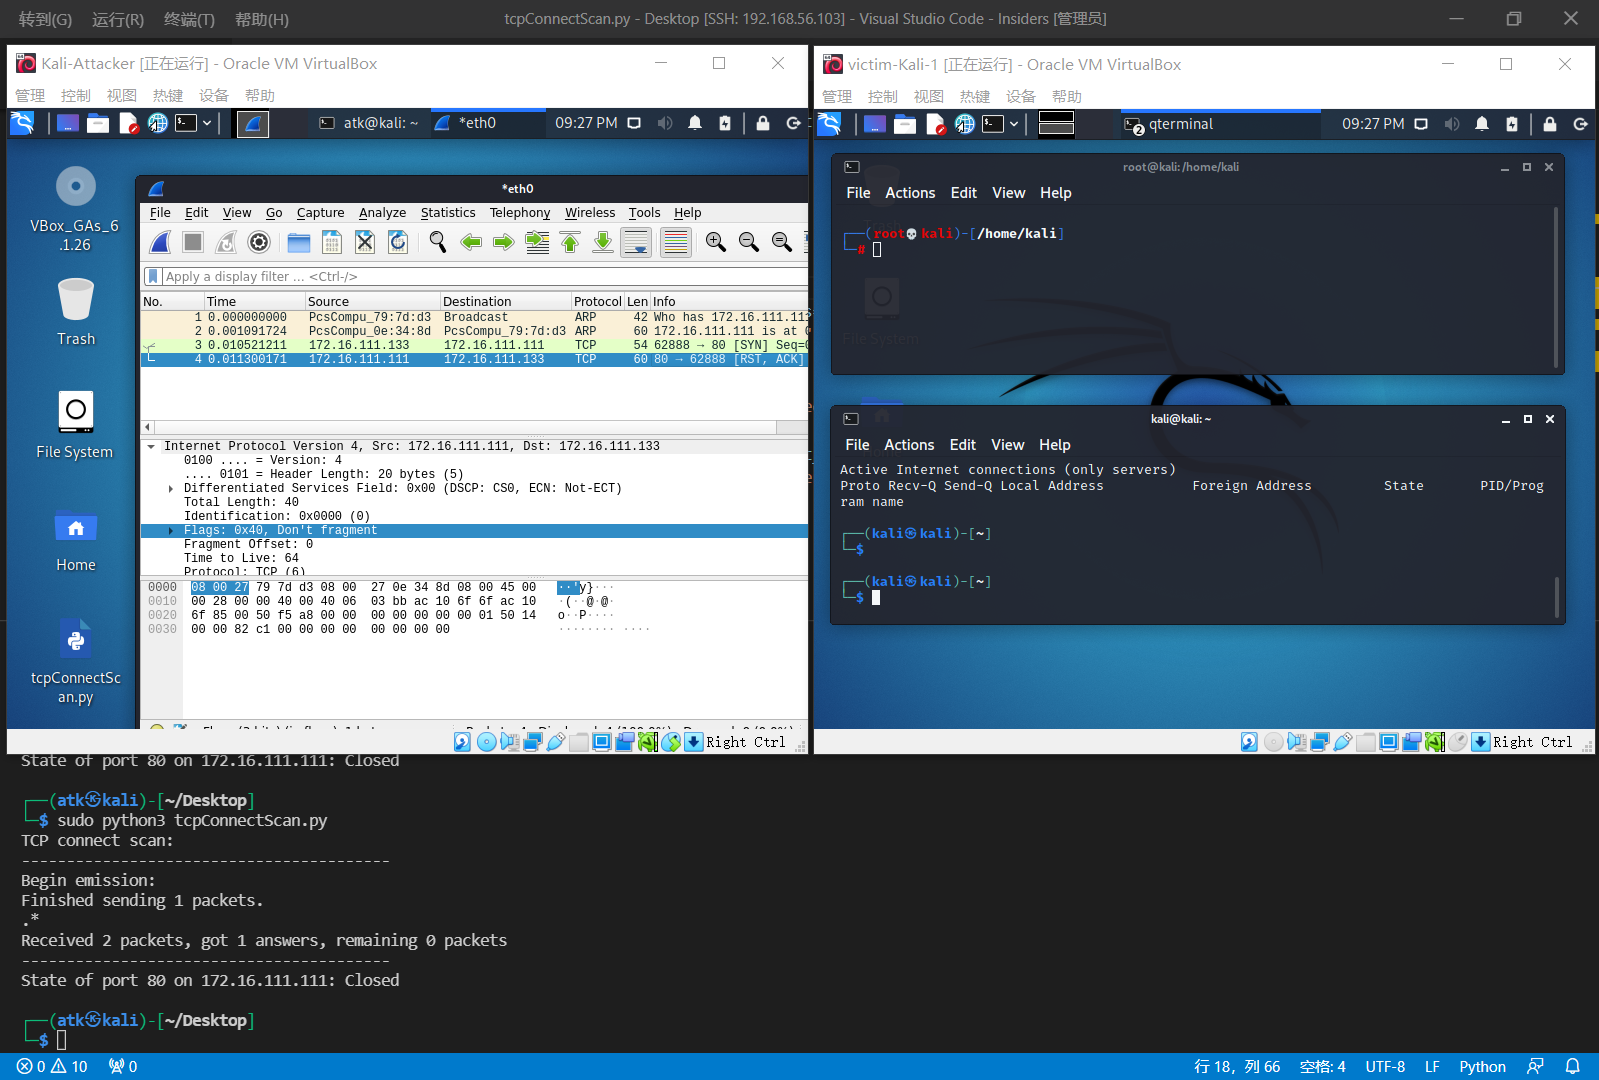 转到(G) 运行(R) 终端(T) 帮助(H) tcpConnectScan.py - Desktop [SSH: 192.168.56.103] - Visual Studio Code - Insiders [管理员]
Kali-Attacker [正在运行] - Oracle VM VirtualBox
管理 控制 视图 热键 设备 帮助
atk@kali: ~ *eth0 09:27 PM
VBox_GAs_6.1.26
Trash
File System
Home
tcpConnectScan.py
*eth0
File Edit View Go Capture Analyze Statistics Telephony Wireless Tools Help
Apply a display filter ... <Ctrl-/>
No. Time Source Destination Protocol Len Info
1 0.000000000 PcsCompu_79:7d:d3 Broadcast ARP 42 Who has 172.16.111.111?
2 0.001091724 PcsCompu_0e:34:8d PcsCompu_79:7d:d3 ARP 60 172.16.111.111 is at
3 0.010521211 172.16.111.133 172.16.111.111 TCP 54 62888 → 80 [SYN] Seq=0
4 0.011300171 172.16.111.111 172.16.111.133 TCP 60 80 → 62888 [RST, ACK]
Internet Protocol Version 4, Src: 172.16.111.111, Dst: 172.16.111.133
0100 .... = Version: 4
.... 0101 = Header Length: 20 bytes (5)
Differentiated Services Field: 0x00 (DSCP: CS0, ECN: Not-ECT)
Total Length: 40
Identification: 0x0000 (0)
Flags: 0x40, Don't fragment
Fragment Offset: 0
Time to Live: 64
Protocol: TCP (6)
0000 08 00 27 79 7d d3 08 00 27 0e 34 8d 08 00 45 00 ··'y}···
0010 00 28 00 00 40 00 40 06 03 bb ac 10 6f 6f ac 10 ·(··@·@·
0020 6f 85 00 50 f5 a8 00 00 00 00 00 00 00 01 50 14 o··P····
0030 00 00 82 c1 00 00 00 00 00 00 00 00 ········ ····
Right Ctrl
victim-Kali-1 [正在运行] - Oracle VM VirtualBox
管理 控制 视图 热键 设备 帮助
2 qterminal 09:27 PM
root@kali: /home/kali
File Actions Edit View Help
┌──(root💀kali)-[/home/kali]
└─#
File System
kali@kali: ~
File Actions Edit View Help
Active Internet connections (only servers)
Proto Recv-Q Send-Q Local Address Foreign Address State PID/Prog
ram name
┌──(kali㉿kali)-[~]
└─$
┌──(kali㉿kali)-[~]
└─$
Right Ctrl
State of port 80 on 172.16.111.111: Closed
┌──(atk㉿kali)-[~/Desktop]
└─$ sudo python3 tcpConnectScan.py
TCP connect scan:
-----------------------------------------
Begin emission:
Finished sending 1 packets.
.*
Received 2 packets, got 1 answers, remaining 0 packets
-----------------------------------------
State of port 80 on 172.16.111.111: Closed
┌──(atk㉿kali)-[~/Desktop]
└─$
0 10 0 行 18，列 66 空格: 4 UTF-8 LF Python